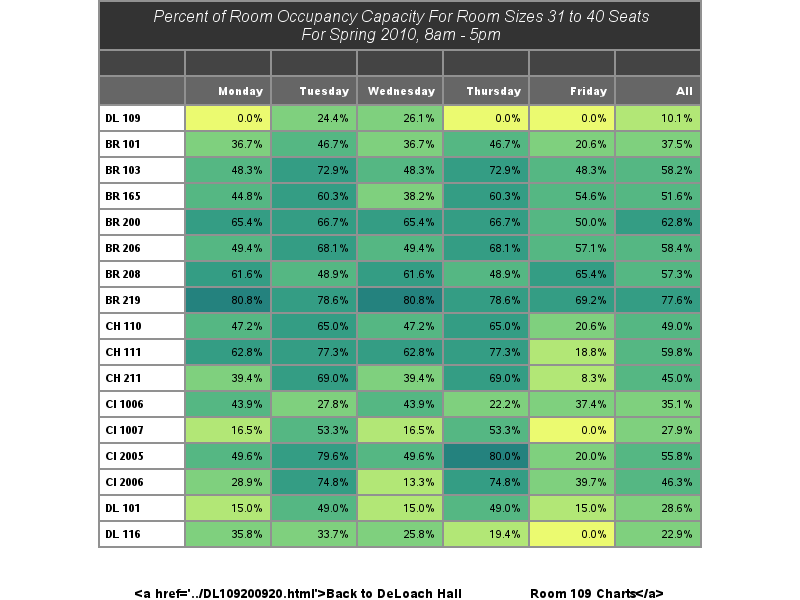 Percent of Room Occupancy Capacity For Room Sizes 31 to 40 Seats
For Spring 2010, 8am - 5pm
Monday Tuesday Wednesday Thursday Friday All
DL 109 0.0% 24.4% 26.1% 0.0% 0.0% 10.1%
BR 101 36.7% 46.7% 36.7% 46.7% 20.6% 37.5%
BR 103 48.3% 72.9% 48.3% 72.9% 48.3% 58.2%
BR 165 44.8% 60.3% 38.2% 60.3% 54.6% 51.6%
BR 200 65.4% 66.7% 65.4% 66.7% 50.0% 62.8%
BR 206 49.4% 68.1% 49.4% 68.1% 57.1% 58.4%
BR 208 61.6% 48.9% 61.6% 48.9% 65.4% 57.3%
BR 219 80.8% 78.6% 80.8% 78.6% 69.2% 77.6%
CH 110 47.2% 65.0% 47.2% 65.0% 20.6% 49.0%
CH 111 62.8% 77.3% 62.8% 77.3% 18.8% 59.8%
CH 211 39.4% 69.0% 39.4% 69.0% 8.3% 45.0%
CI 1006 43.9% 27.8% 43.9% 22.2% 37.4% 35.1%
CI 1007 16.5% 53.3% 16.5% 53.3% 0.0% 27.9%
CI 2005 49.6% 79.6% 49.6% 80.0% 20.0% 55.8%
CI 2006 28.9% 74.8% 13.3% 74.8% 39.7% 46.3%
DL 101 15.0% 49.0% 15.0% 49.0% 15.0% 28.6%
DL 116 35.8% 33.7% 25.8% 19.4% 0.0% 22.9%
<a href='../DL109200920.html'>Back to DeLoach Hall Room 109 Charts</a>